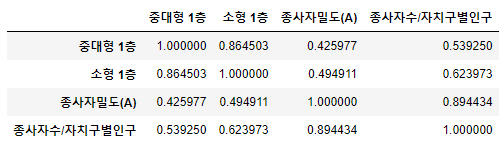 중대형 1층 소형 1층 종사자밀도(A) 종사자수/자치구별인구
중대형 1층 1.000000 0.864503 0.425977 0.539250
소형 1층 0.864503 1.000000 0.494911 0.623973
종사자밀도(A) 0.425977 0.494911 1.000000 0.894434
종사자수/자치구별인구 0.539250 0.623973 0.894434 1.000000